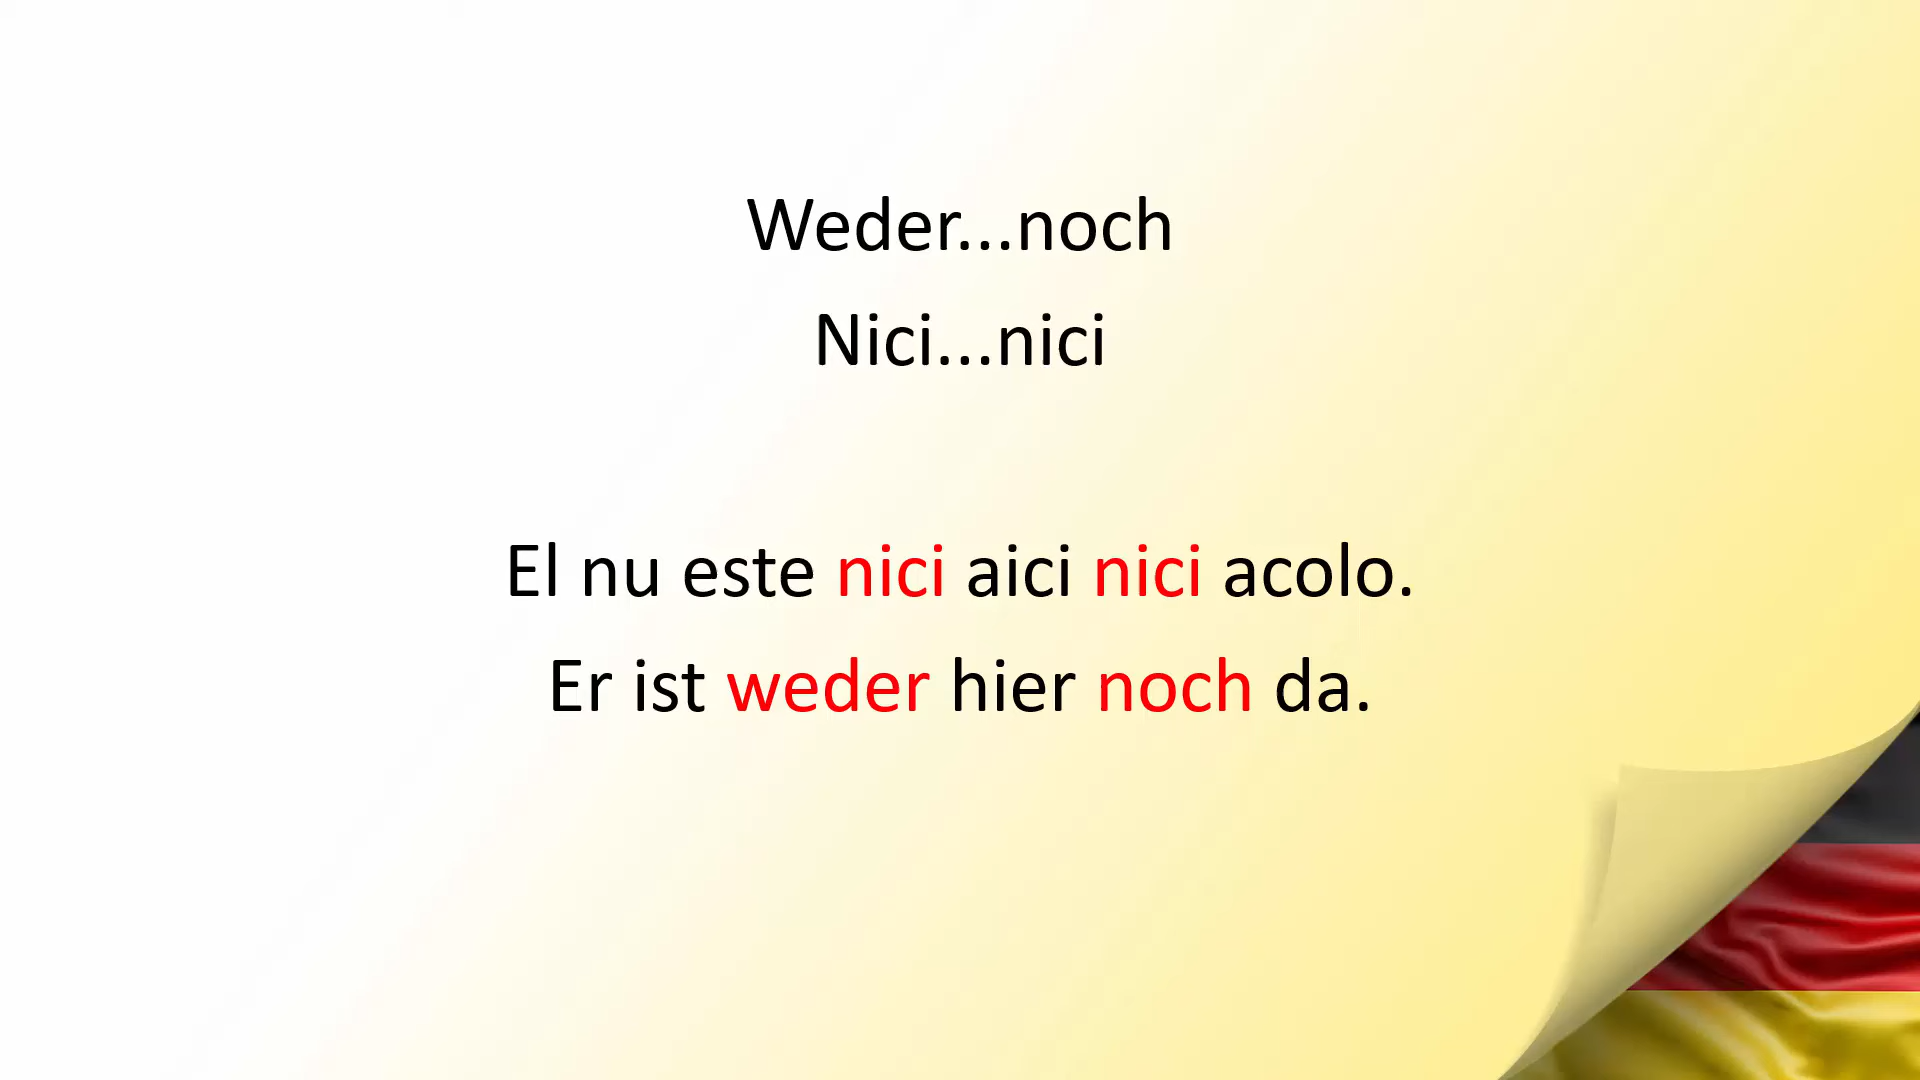 Weder...noch
Nici...nici
El nu este nici aici nici acolo.
Er ist weder hier noch da.